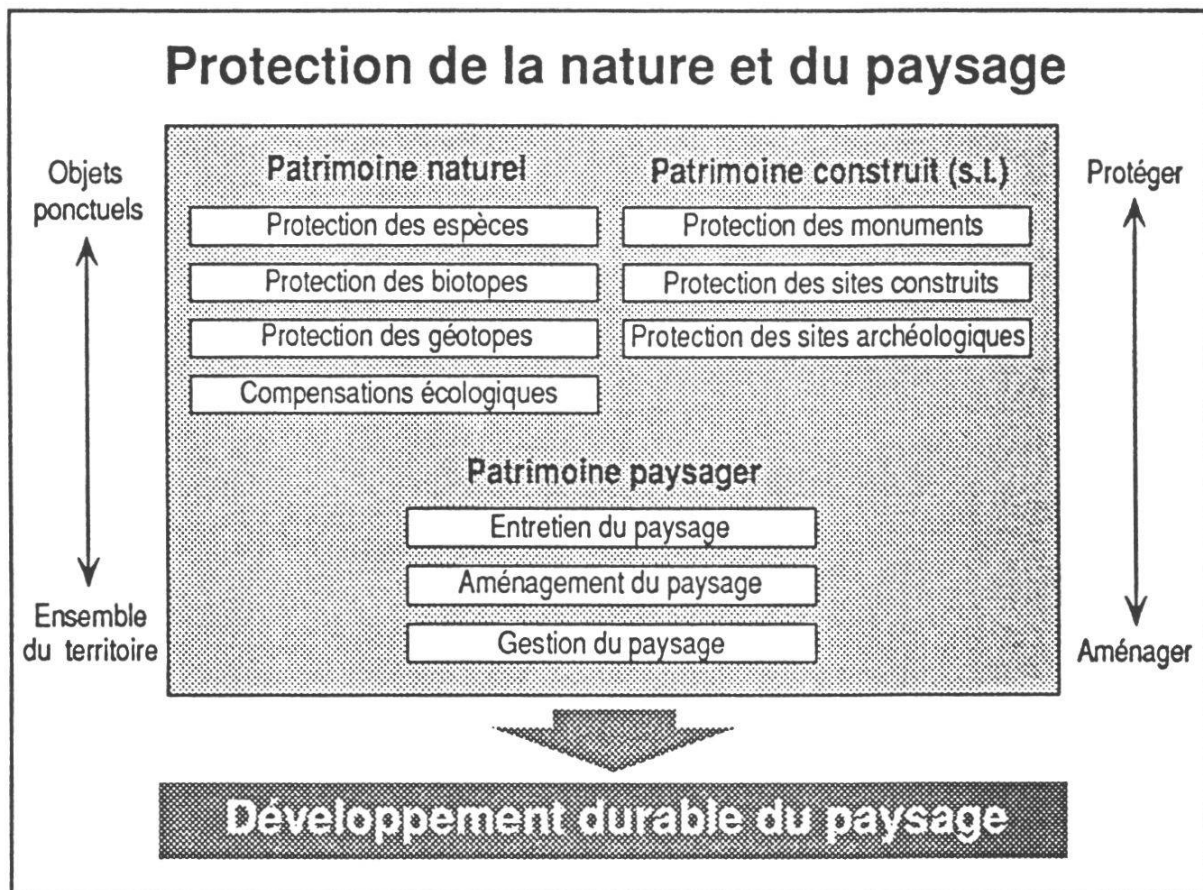 Protection de la nature et du paysage
Objets
ponctuels
Ensemble
du territoire
Patrimoine naturel
Protection des espèces
Protection des biotopes
Protection des géotopes
Compensations écologiques
Patrimoine construit (s.l.)
Protection des monuments
Protection des sites construits
Protection des sites archéologiques
Patrimoine paysager
Entretien du paysage
Aménagement du paysage
Gestion du paysage
Protéger
Aménager
Développement durable du paysage